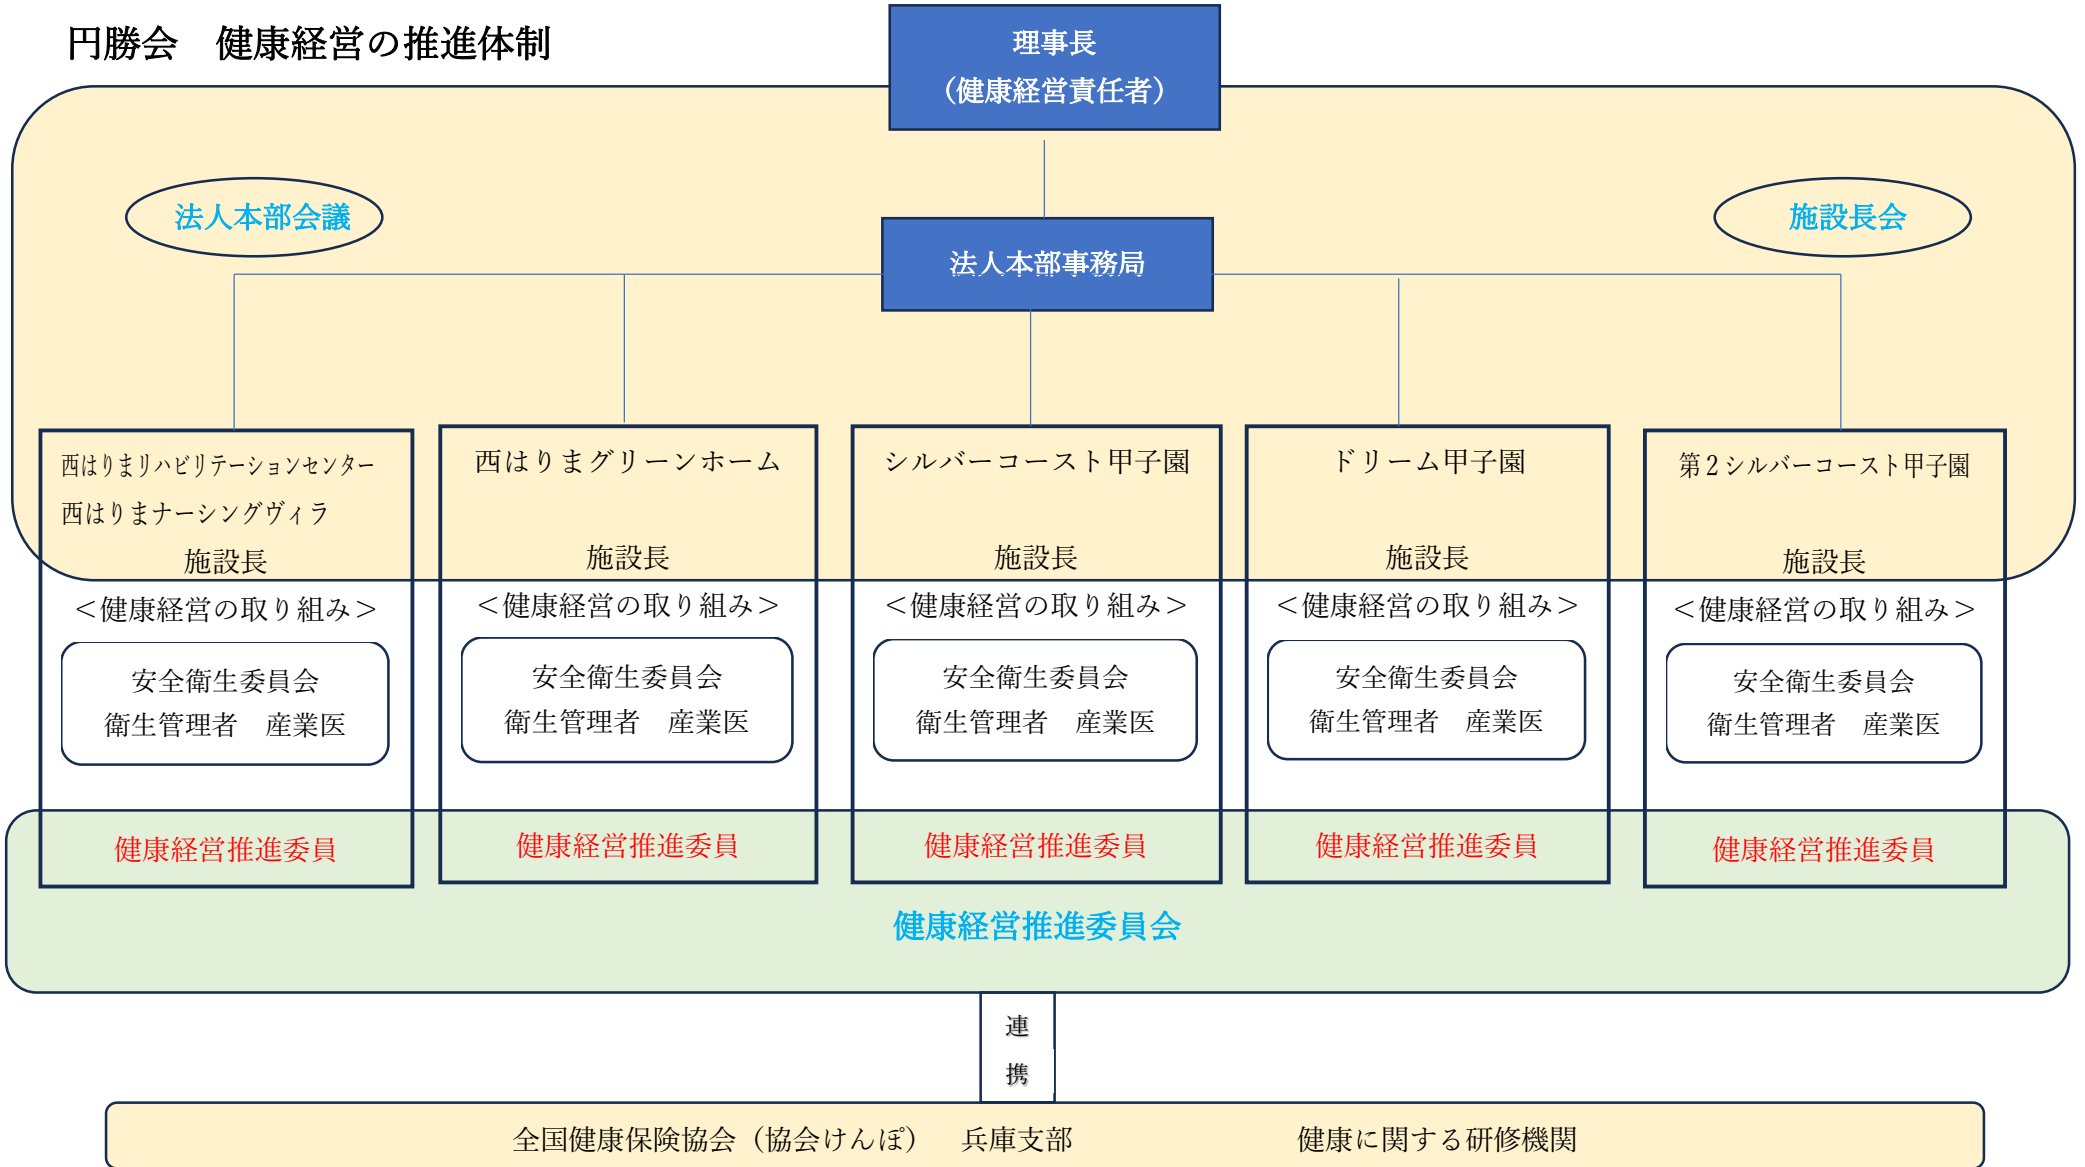 円勝会　健康経営の推進体制
理事長
（健康経営責任者）
法人本部会議
施設長会
法人本部事務局
西はりまリハビリテーションセンター
西はりまナーシングヴィラ
施設長
＜健康経営の取り組み＞
安全衛生委員会
衛生管理者　産業医
健康経営推進委員
西はりまグリーンホーム
施設長
＜健康経営の取り組み＞
安全衛生委員会
衛生管理者　産業医
健康経営推進委員
シルバーコースト甲子園
施設長
＜健康経営の取り組み＞
安全衛生委員会
衛生管理者　産業医
健康経営推進委員
ドリーム甲子園
施設長
＜健康経営の取り組み＞
安全衛生委員会
衛生管理者　産業医
健康経営推進委員
第２シルバーコースト甲子園
施設長
＜健康経営の取り組み＞
安全衛生委員会
衛生管理者　産業医
健康経営推進委員
健康経営推進委員会
連
携
全国健康保険協会（協会けんぽ）　兵庫支部　　　　　　　　健康に関する研修機関